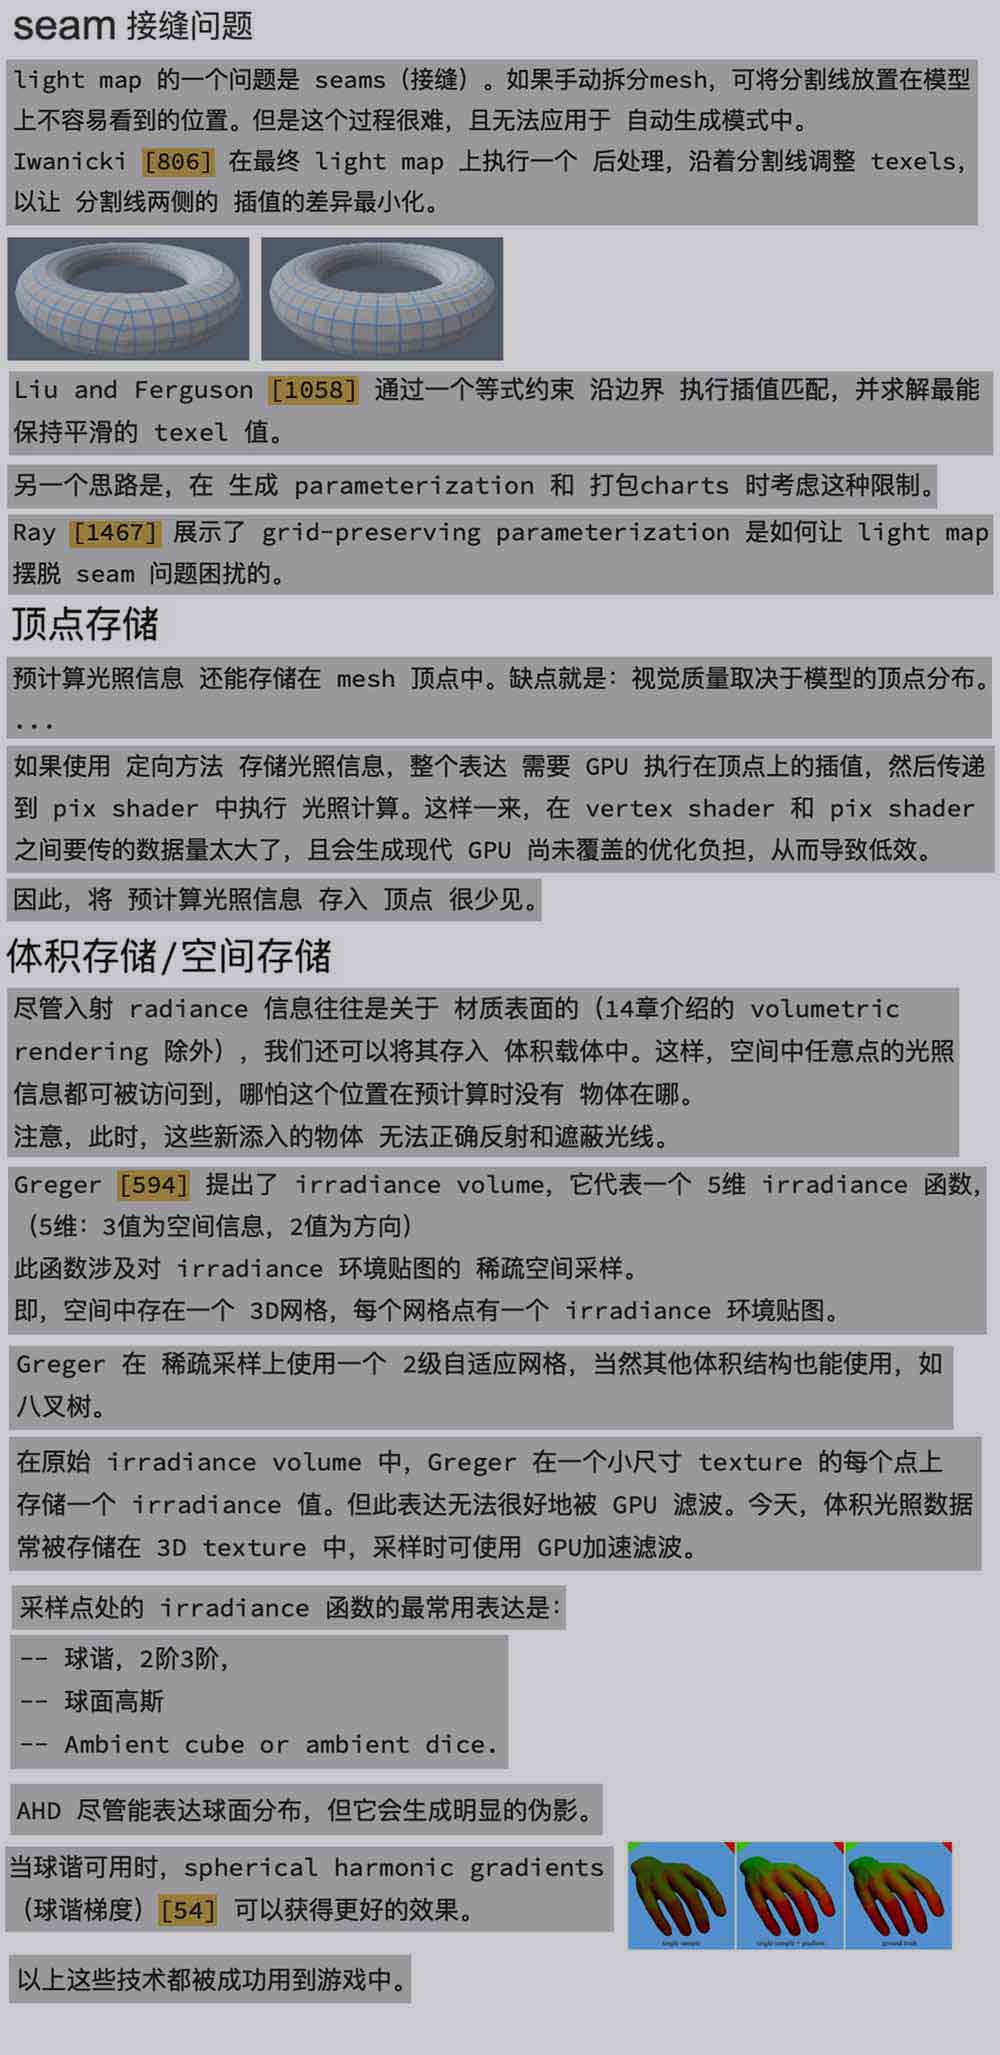 seam 接缝问题
light map 的一个问题是 seams（接缝）。如果手动拆分mesh，可将分割线放置在模型
上不容易看到的位置。但是这个过程很难，且无法应用于 自动生成模式中。
Iwanicki [806] 在最终 light map 上执行一个 后处理，沿着分割线调整 texels，
以让 分割线两侧的 插值的差异最小化。
Liu and Ferguson [1058] 通过一个等式约束 沿边界 执行插值匹配，并求解最能
保持平滑的 texel 值。
另一个思路是，在 生成 parameterization 和 打包charts 时考虑这种限制。
Ray [1467] 展示了 grid-preserving parameterization 是如何让 light map
摆脱 seam 问题困扰的。
顶点存储
预计算光照信息 还能存储在 mesh 顶点中。缺点就是：视觉质量取决于模型的顶点分布。
...
如果使用 定向方法 存储光照信息，整个表达 需要 GPU 执行在顶点上的插值，然后传递
到 pix shader 中执行 光照计算。这样一来，在 vertex shader 和 pix shader
之间要传的数据量太大了，且会生成现代 GPU 尚未覆盖的优化负担，从而导致低效。
因此，将 预计算光照信息 存入 顶点 很少见。
体积存储/空间存储
尽管入射 radiance 信息往往是关于 材质表面的（14章介绍的 volumetric
rendering 除外），我们还可以将其存入 体积载体中。这样，空间中任意点的光照
信息都可被访问到，哪怕这个位置在预计算时没有 物体在哪。
注意，此时，这些新添入的物体 无法正确反射和遮蔽光线。
Greger [594] 提出了 irradiance volume，它代表一个 5维 irradiance 函数，
（5维：3值为空间信息，2值为方向）
此函数涉及对 irradiance 环境贴图的 稀疏空间采样。
即，空间中存在一个 3D网格，每个网格点有一个 irradiance 环境贴图。
Greger 在 稀疏采样上使用一个 2级自适应网格，当然其他体积结构也能使用，如
八叉树。
在原始 irradiance volume 中，Greger 在一个小尺寸 texture 的每个点上
存储一个 irradiance 值。但此表达无法很好地被 GPU 滤波。今天，体积光照数据
常被存储在 3D texture 中，采样时可使用 GPU加速滤波。
采样点处的 irradiance 函数的最常用表达是：
-- 球谐，2阶3阶，
-- 球面高斯
-- Ambient cube or ambient dice.
AHD 尽管能表达球面分布，但它会生成明显的伪影。
当球谐可用时，spherical harmonic gradients
（球谐梯度）[54] 可以获得更好的效果。
single sample
single sample + gradient
ground truth
以上这些技术都被成功用到游戏中。